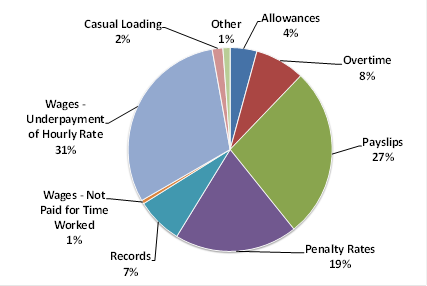 Casual Loading
2%
Other
1%
Allowances
4%
Overtime
8%
Payslips
27%
Penalty Rates
19%
Records
7%
Wages - Not
Paid for Time
Worked
1%
Wages -
Underpayment
of Hourly Rate
31%